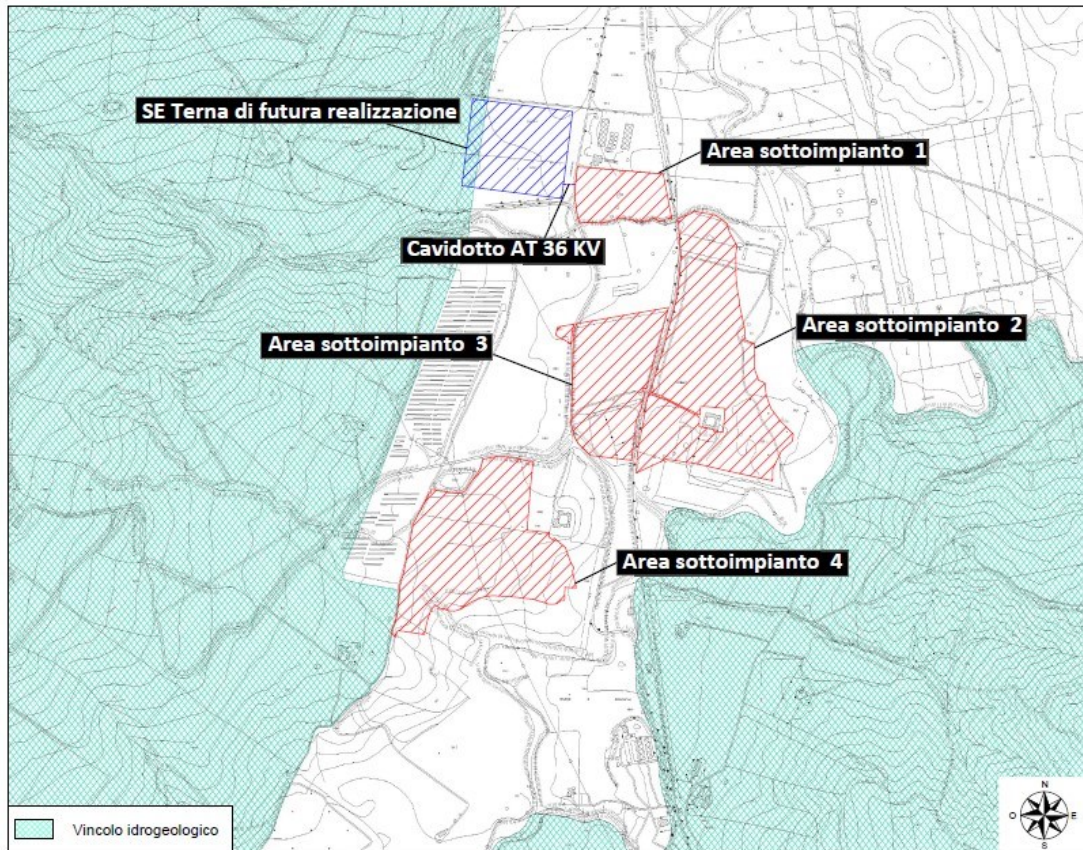 SE Terna di futura realizzazione
Area sottoimpianto 1
Cavidotto AT 36 KV
Area sottoimpianto 2
Area sottoimpianto 3
Area sottoimpianto 4
Vincolo idrogeologico
N
O
E
S